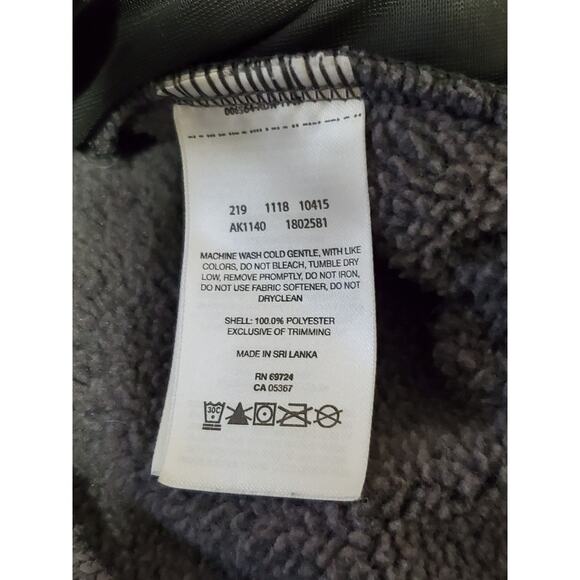 219 1118 10415
AK1140 1802581
MACHINE WASH COLD GENTLE, WITH LIKE
COLORS, DO NOT BLEACH, TUMBLE DRY
LOW, REMOVE PROMPTLY, DO NOT IRON,
DO NOT USE FABRIC SOFTENER, DO NOT
DRYCLEAN
SHELL: 100.0% POLYESTER
EXCLUSIVE OF TRIMMING
MADE IN SRI LANKA
RN 69724
CA 05367
30C